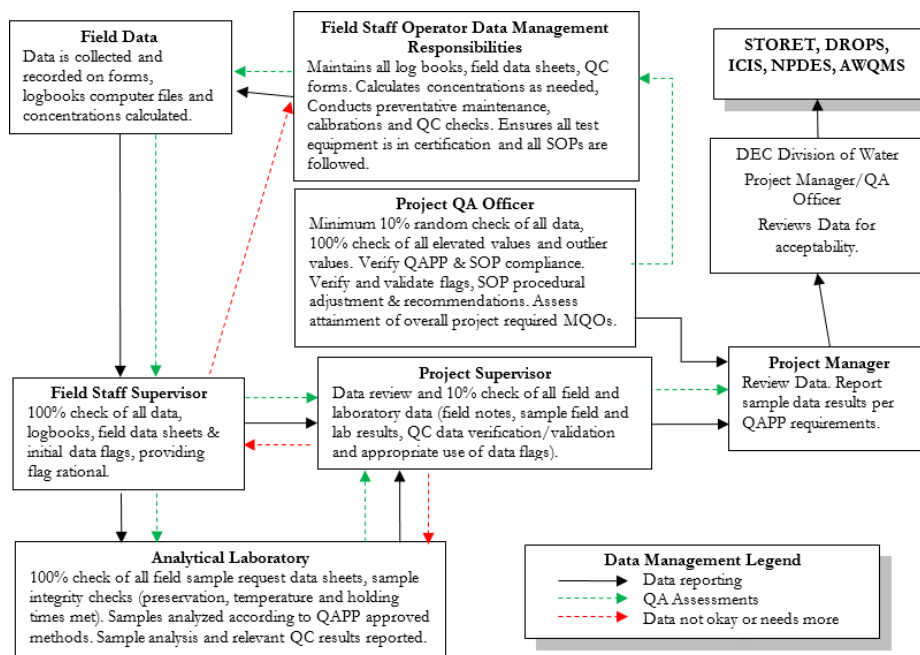 Field Data
Data is collected and
recorded on forms,
logbooks computer files and
concentrations calculated.
Field Staff Operator Data Management
Responsibilities
Maintains all log books, field data sheets, QC
forms. Calculates concentrations as needed,
Conducts preventative maintenance,
calibrations and QC checks. Ensures all test
equipment is in certification and all SOPs are
followed.
STORET, DROPS,
ICIS, NPDES, AWQMS
DEC Division of Water
Project Manager/QA
Officer
Reviews Data for
acceptability.
Project QA Officer
Minimum 10% random check of all data,
100% check of all elevated values and outlier
values. Verify QAPP & SOP compliance.
Verify and validate flags, SOP procedural
adjustment & recommendations. Assess
attainment of overall project required MQOs.
Field Staff Supervisor
100% check of all data,
logbooks, field data sheets &
initial data flags, providing
flag rational.
Project Supervisor
Data review and 10% check of all field and
laboratory data (field notes, sample field and
lab results, QC data verification/validation
and appropriate use of data flags).
Project Manager
Review Data. Report
sample data results per
QAPP requirements.
Analytical Laboratory
100% check of all field sample request data sheets, sample
integrity checks (preservation, temperature and holding
times met). Samples analyzed according to QAPP approved
methods. Sample analysis and relevant QC results reported.
Data Management Legend
Data reporting
QA Assessments
Data not okay or needs more